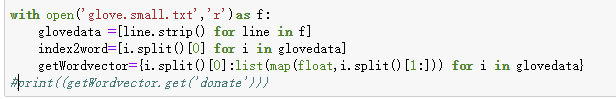 with open('glove.small.txt','r')as f:
    glovedata =[line.strip() for line in f]
    index2word=[i.split()[0] for i in glovedata]
    getWordvector={i.split()[0]:list(map(float,i.split()[1:])) for i in glovedata}
#print((getWordvector.get('donate')))